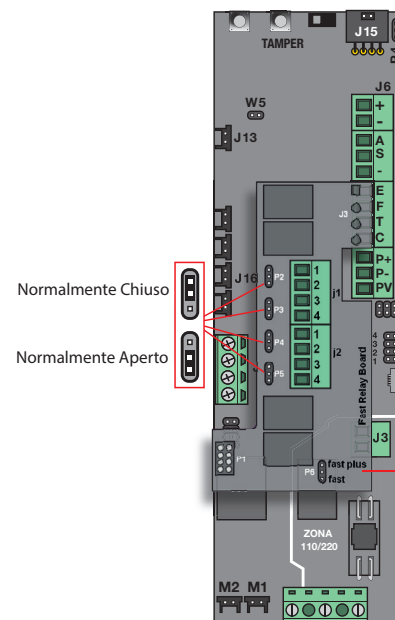 TAMPER
J15
W5
J6
+
-
J13
A
S
-
E
F
T
C
J3
P+
P-
PV
J16
P2
1
2
3
4
j1
P3
Normalmente Chiuso
P4
1
2
3
4
j2
P5
Normalmente Aperto
4
3
2
1
Fast Relay Board
J3
P1
P6
fast plus
fast
ZONA
110/220
M2 M1